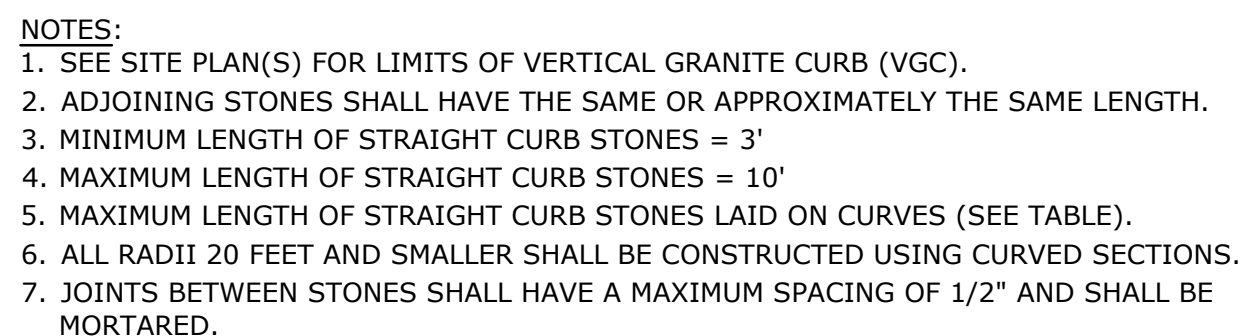 NOTES:
1. SEE SITE PLAN(S) FOR LIMITS OF VERTICAL GRANITE CURB (VGC).
2. ADJOINING STONES SHALL HAVE THE SAME OR APPROXIMATELY THE SAME LENGTH.
3. MINIMUM LENGTH OF STRAIGHT CURB STONES = 3'
4. MAXIMUM LENGTH OF STRAIGHT CURB STONES = 10'
5. MAXIMUM LENGTH OF STRAIGHT CURB STONES LAID ON CURVES (SEE TABLE).
6. ALL RADII 20 FEET AND SMALLER SHALL BE CONSTRUCTED USING CURVED SECTIONS.
7. JOINTS BETWEEN STONES SHALL HAVE A MAXIMUM SPACING OF 1/2" AND SHALL BE
MORTARED.